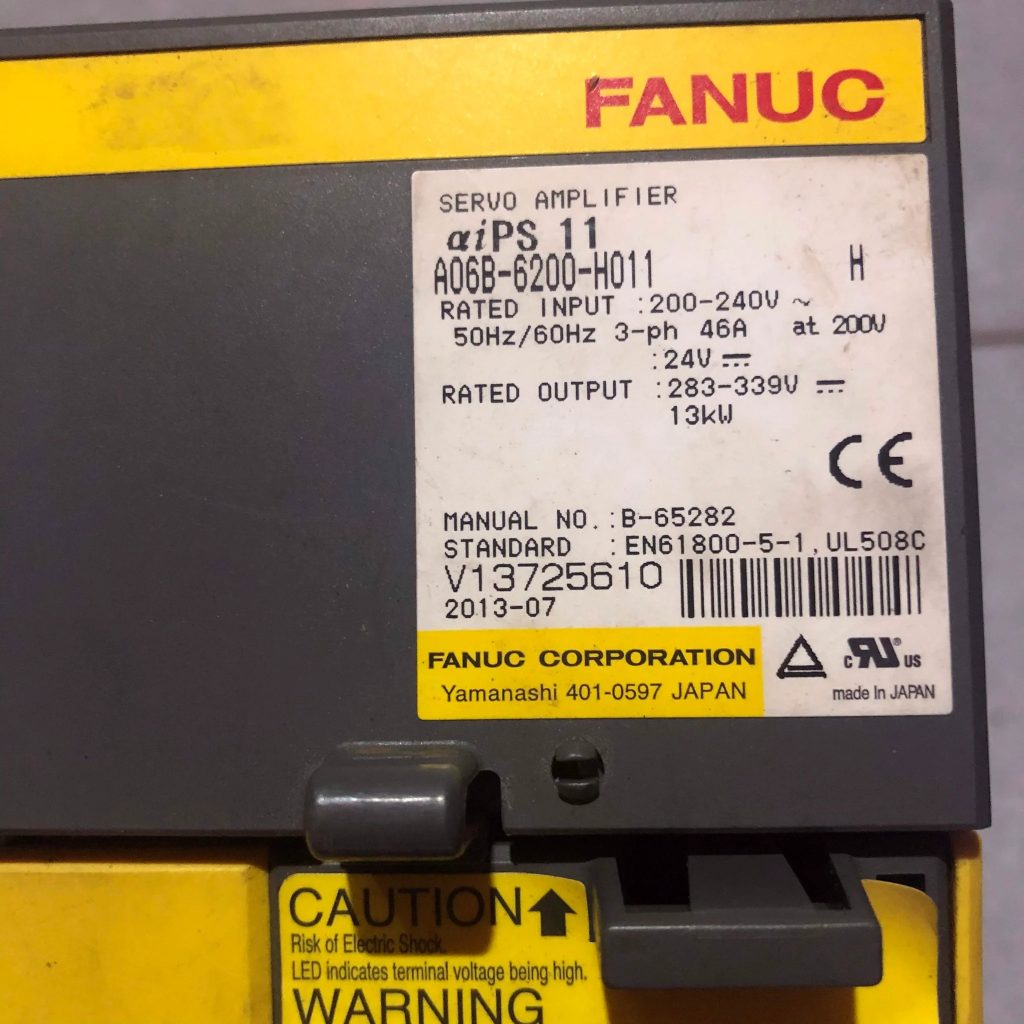 FANUC
SERVO AMPLIFIER
αiPS 11
A06B-6200-H011 H
RATED INPUT :200-240V ~
50Hz/60Hz 3-ph 46A at 200V
:24V ⎓
RATED OUTPUT :283-339V ⎓
13kW
CE
MANUAL NO.:B-65282
STANDARD :EN61800-5-1,UL508C
V13725610
2013-07
FANUC CORPORATION
Yamanashi 401-0597 JAPAN
c RU® US
made In JAPAN
CAUTION
Risk of Electric Shock.
LED indicates terminal voltage being high.
WARNING